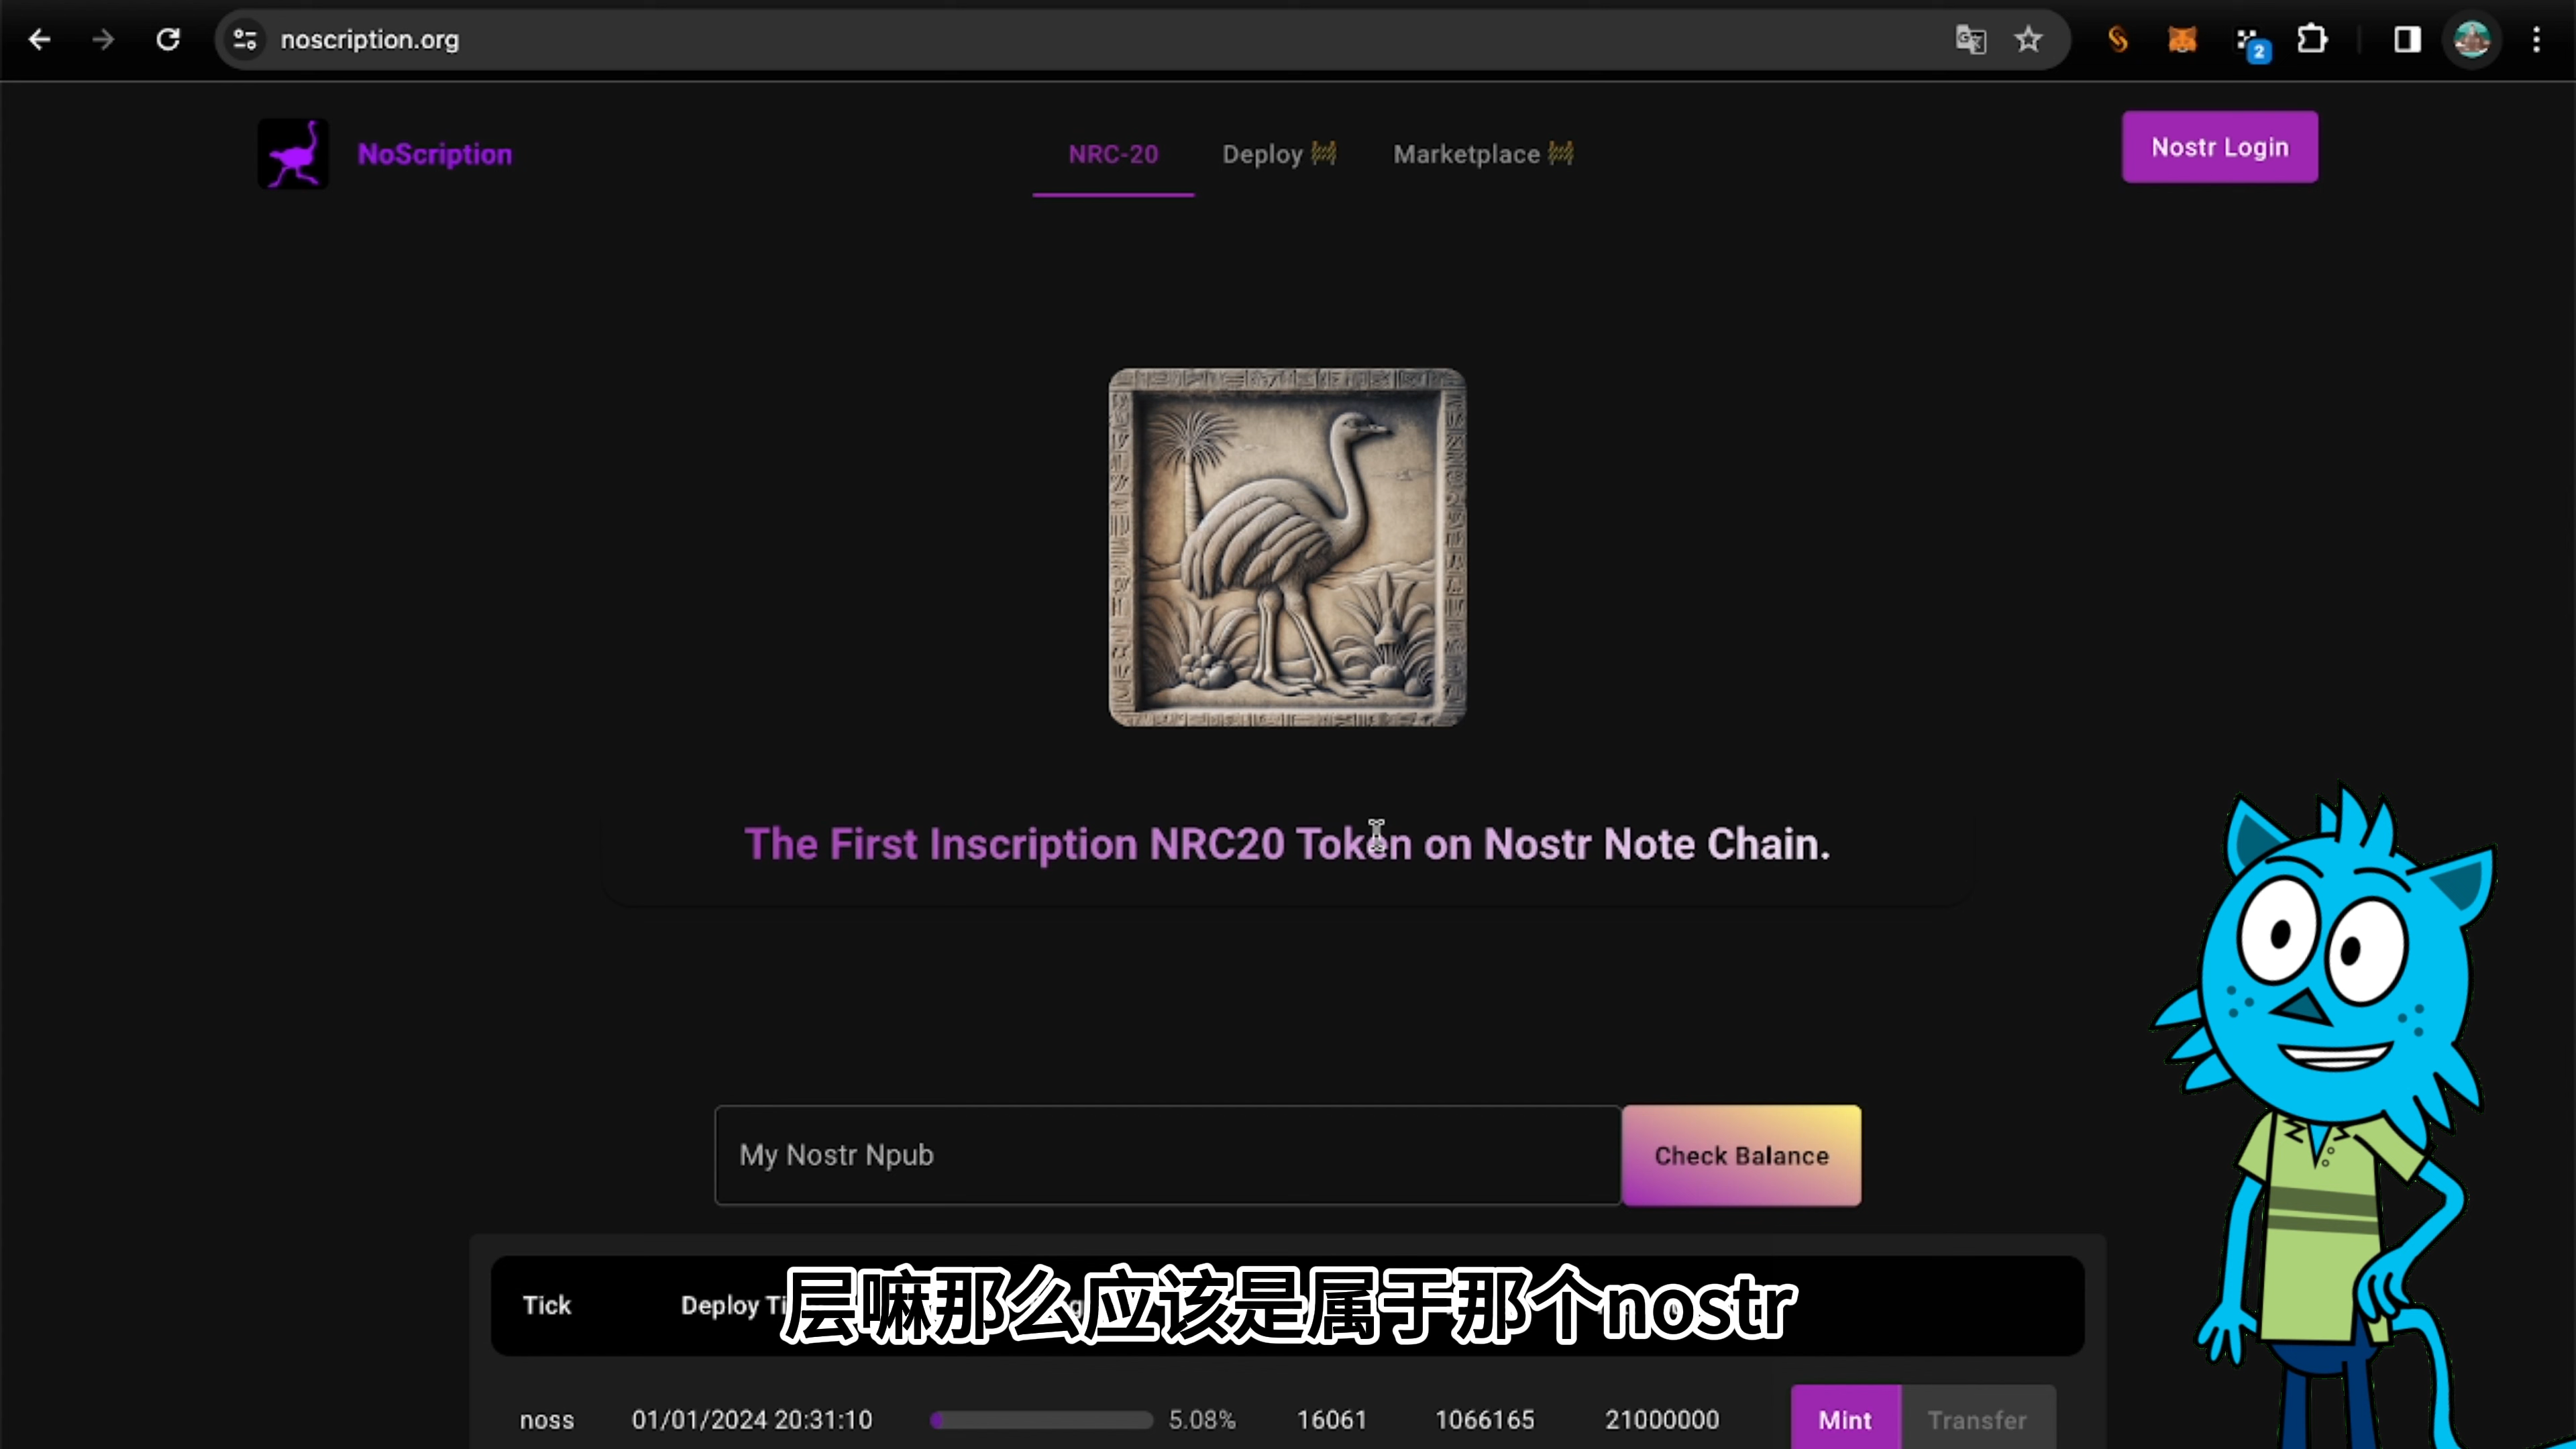 noscription.org
2
NoScription
NRC-20
Deploy
Marketplace
Nostr Login
The First Inscription NRC20 Token on Nostr Note Chain.
My Nostr Npub
Check Balance
Tick
Deploy
层嘛那么应该是属于那个nostr
noss
01/01/2024 20:31:10
5.08%
16061
1066165
21000000
Mint
Transfer